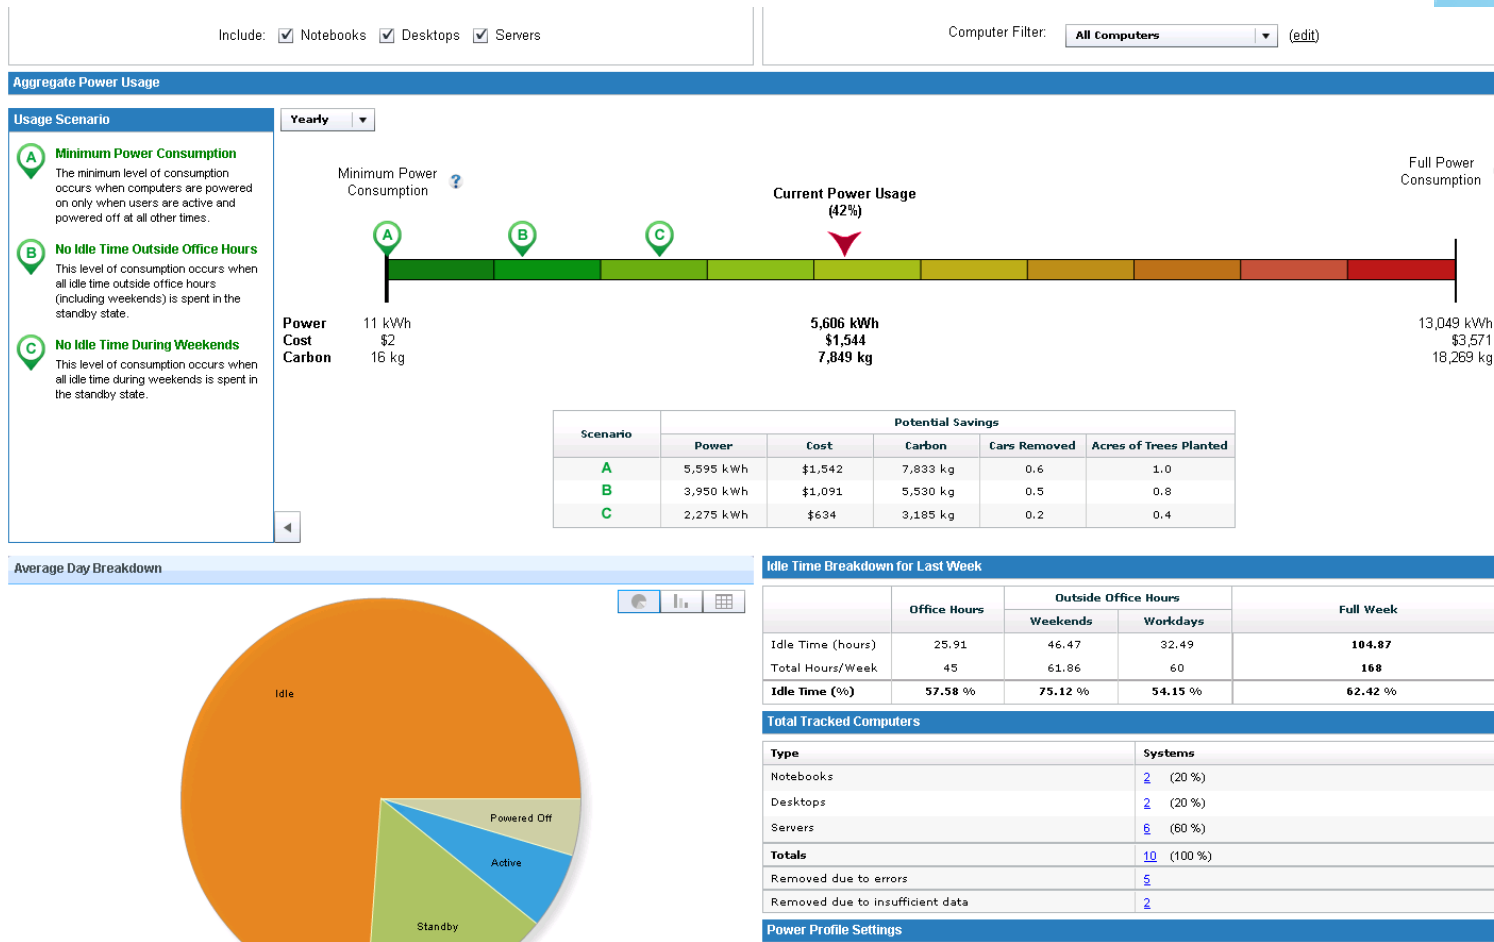 Include: Notebooks Desktops Servers
Computer Filter: All Computers (edit)
Aggregate Power Usage
Usage Scenario
A Minimum Power Consumption
The minimum level of consumption
occurs when computers are powered
on only when users are active and
powered off at all other times.
B No Idle Time Outside Office Hours
This level of consumption occurs when
all idle time outside office hours
(including weekends) is spent in the
standby state.
C No Idle Time During Weekends
This level of consumption occurs when
all idle time during weekends is spent in
the standby state.
Yearly
Minimum Power
Consumption ?
Current Power Usage
(42%)
Full Power
Consumption
A B C
Power 11 kWh 5,606 kWh 13,049 kWh
Cost $2 $1,544 $3,571
Carbon 16 kg 7,849 kg 18,269 kg
Scenario Potential Savings
Power Cost Carbon Cars Removed Acres of Trees Planted
A 5,595 kWh $1,542 7,833 kg 0.6 1.0
B 3,950 kWh $1,091 5,530 kg 0.5 0.8
C 2,275 kWh $634 3,185 kg 0.2 0.4
Average Day Breakdown
Idle
Powered Off
Active
Standby
Idle Time Breakdown for Last Week
Office Hours Outside Office Hours Full Week
Weekends Workdays
Idle Time (hours) 25.91 46.47 32.49 104.87
Total Hours/Week 45 61.86 60 168
Idle Time (%) 57.58 % 75.12 % 54.15 % 62.42 %
Total Tracked Computers
Type Systems
Notebooks 2 (20 %)
Desktops 2 (20 %)
Servers 6 (60 %)
Totals 10 (100 %)
Removed due to errors 5
Removed due to insufficient data 2
Power Profile Settings